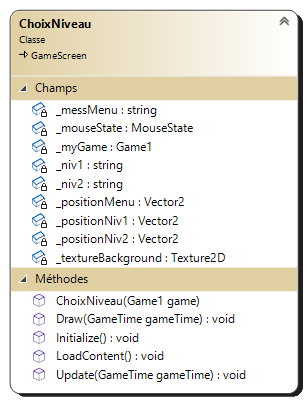 ChoixNiveau
Classe
GameScreen
Champs
_messMenu : string
_mouseState : MouseState
_myGame : Game1
_niv1 : string
_niv2 : string
_positionMenu : Vector2
_positionNiv1 : Vector2
_positionNiv2 : Vector2
_textureBackground : Texture2D
Méthodes
ChoixNiveau(Game1 game)
Draw(GameTime gameTime) : void
Initialize() : void
LoadContent() : void
Update(GameTime gameTime) : void